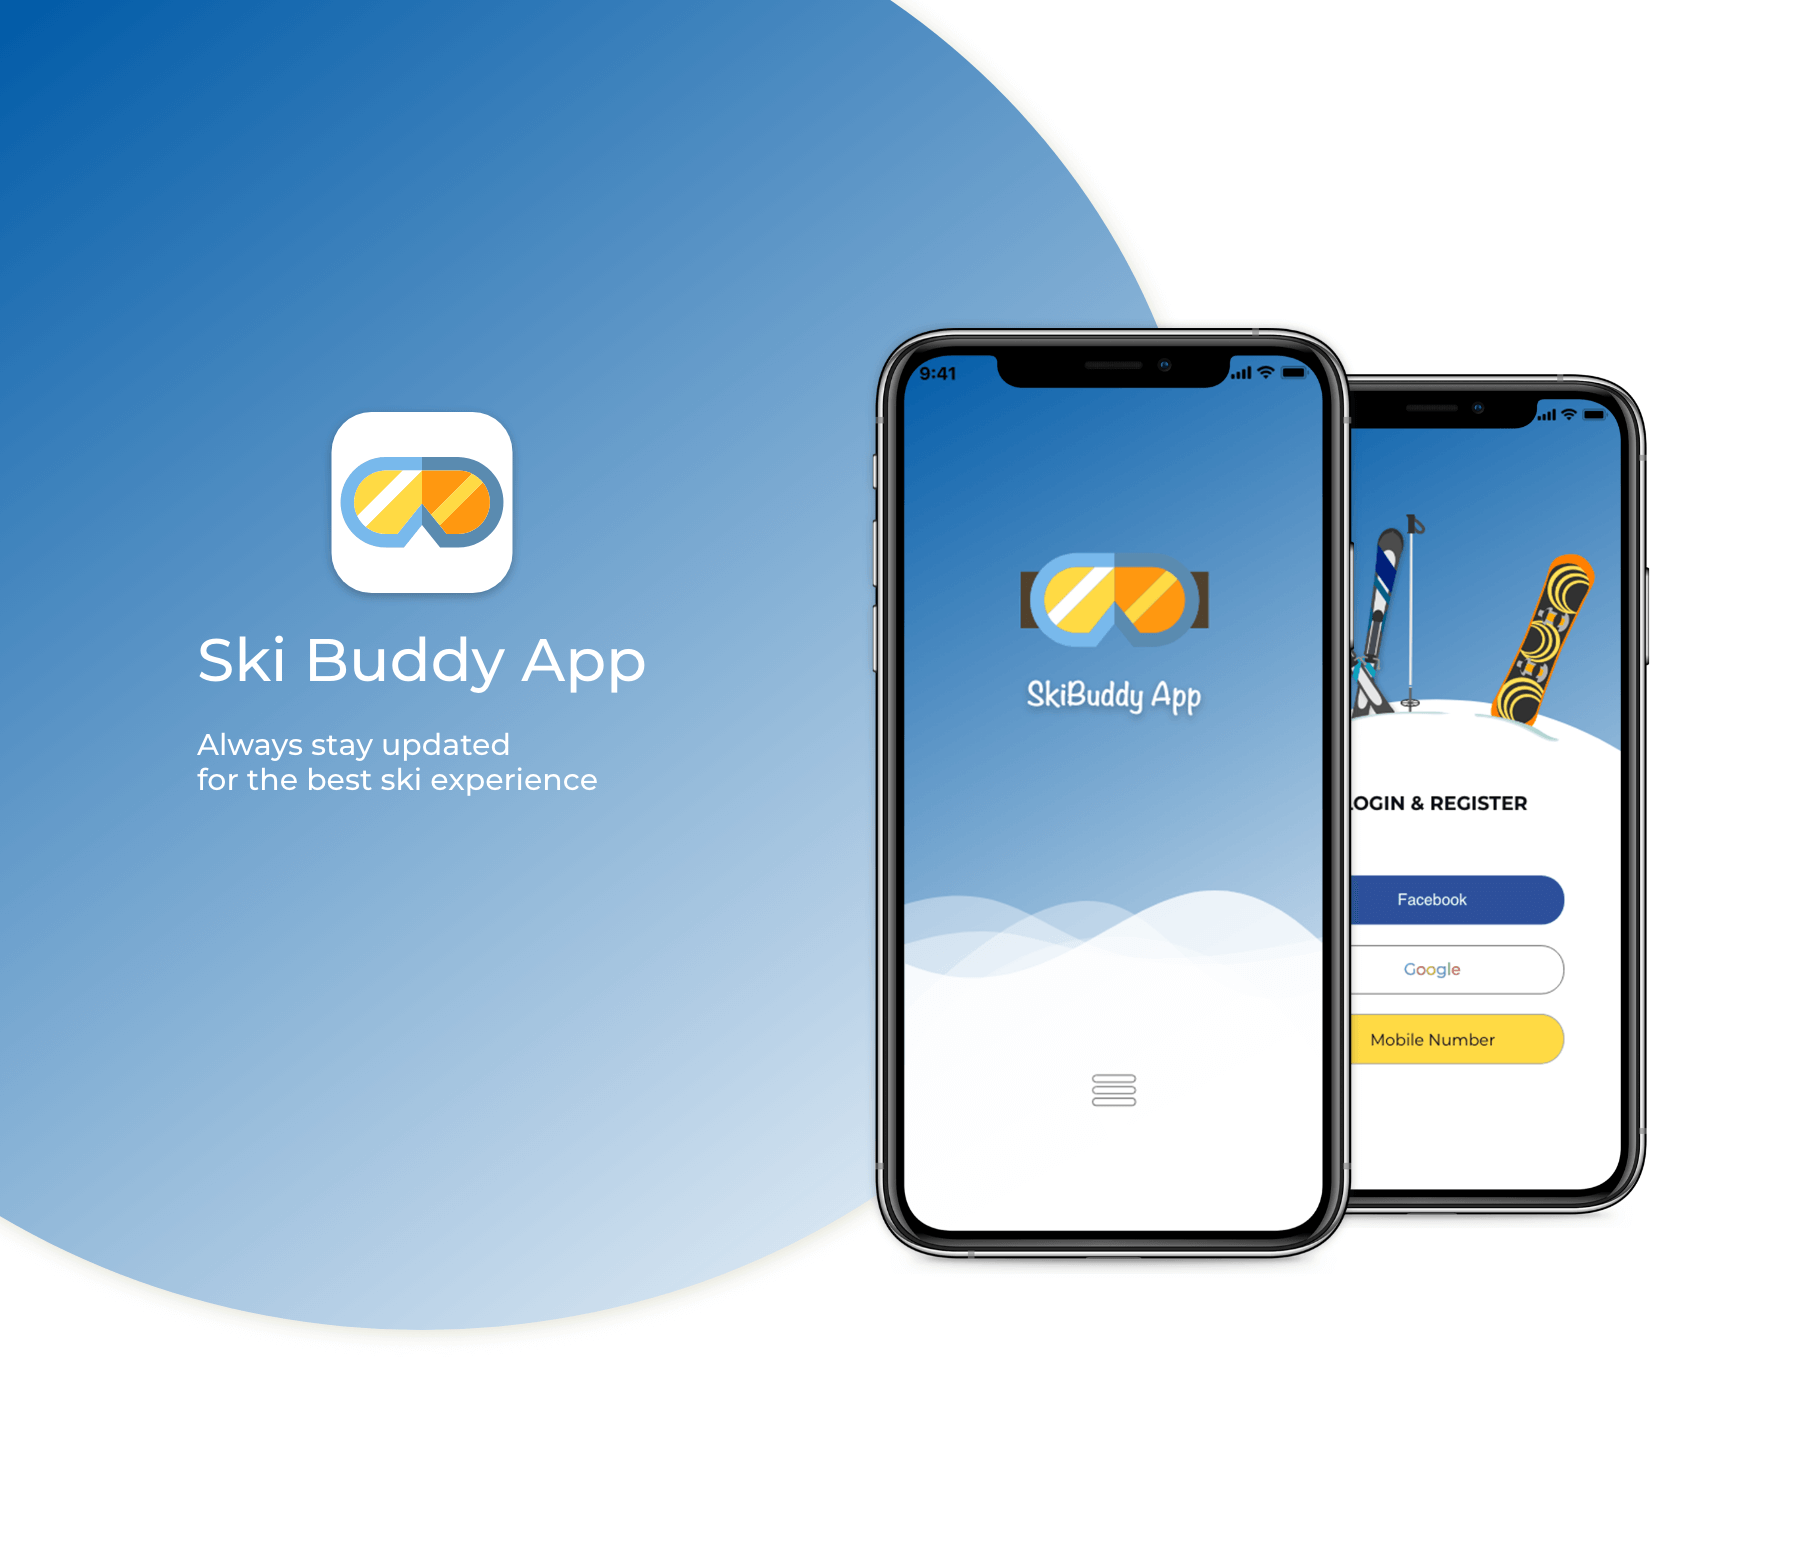 Ski Buddy App
Always stay updated
for the best ski experience
9:41
SkiBuddy App
LOGIN & REGISTER
Facebook
Google
Mobile Number